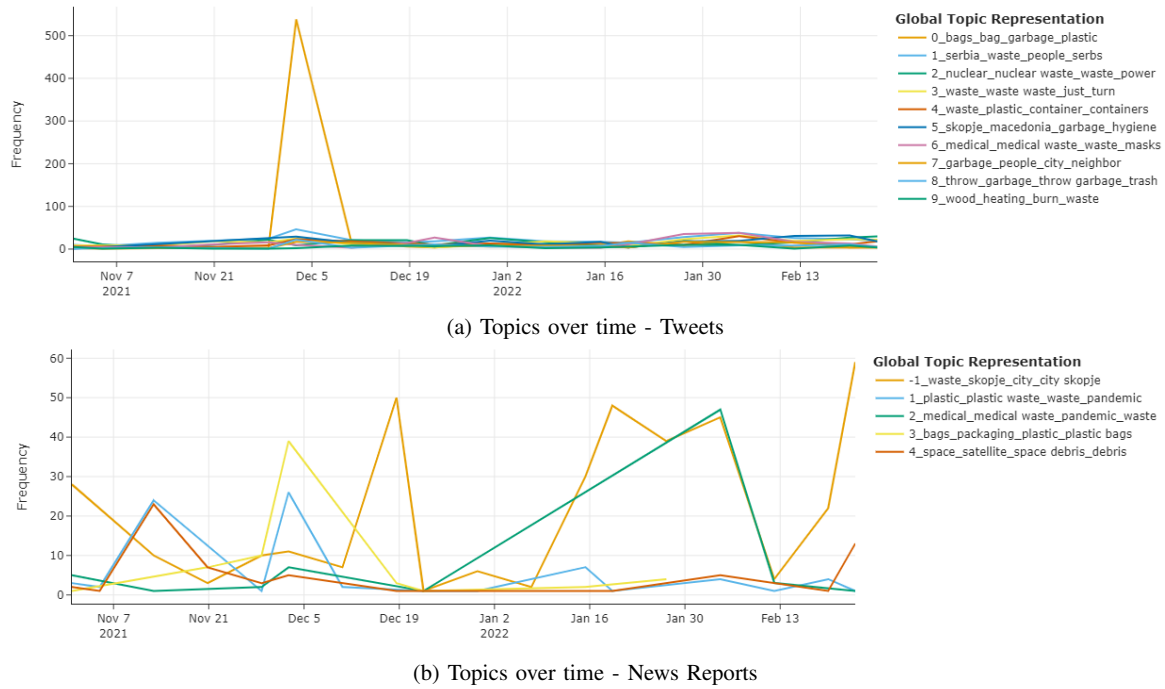 Global Topic Representation
0_bags_bag_garbage_plastic
1_serbia_waste_people_serbs
2_nuclear_nuclear waste_waste_power
3_waste_waste waste_just_turn
4_waste_plastic_container_containers
5_skopje_macedonia_garbage_hygiene
6_medical_medical waste_waste_masks
7_garbage_people_city_neighbor
8_throw_garbage_throw garbage_trash
9_wood_heating_burn_waste
Frequency
500
400
300
200
100
0
Nov 7 Nov 21 Dec 5 Dec 19 Jan 2 Jan 16 Jan 30 Feb 13
2021 2022
(a) Topics over time - Tweets
Global Topic Representation
-1_waste_skopje_city_city skopje
1_plastic_plastic waste_waste_pandemic
2_medical_medical waste_pandemic_waste
3_bags_packaging_plastic_plastic bags
4_space_satellite_space debris_debris
Frequency
60
50
40
30
20
10
0
Nov 7 Nov 21 Dec 5 Dec 19 Jan 2 Jan 16 Jan 30 Feb 13
2021 2022
(b) Topics over time - News Reports